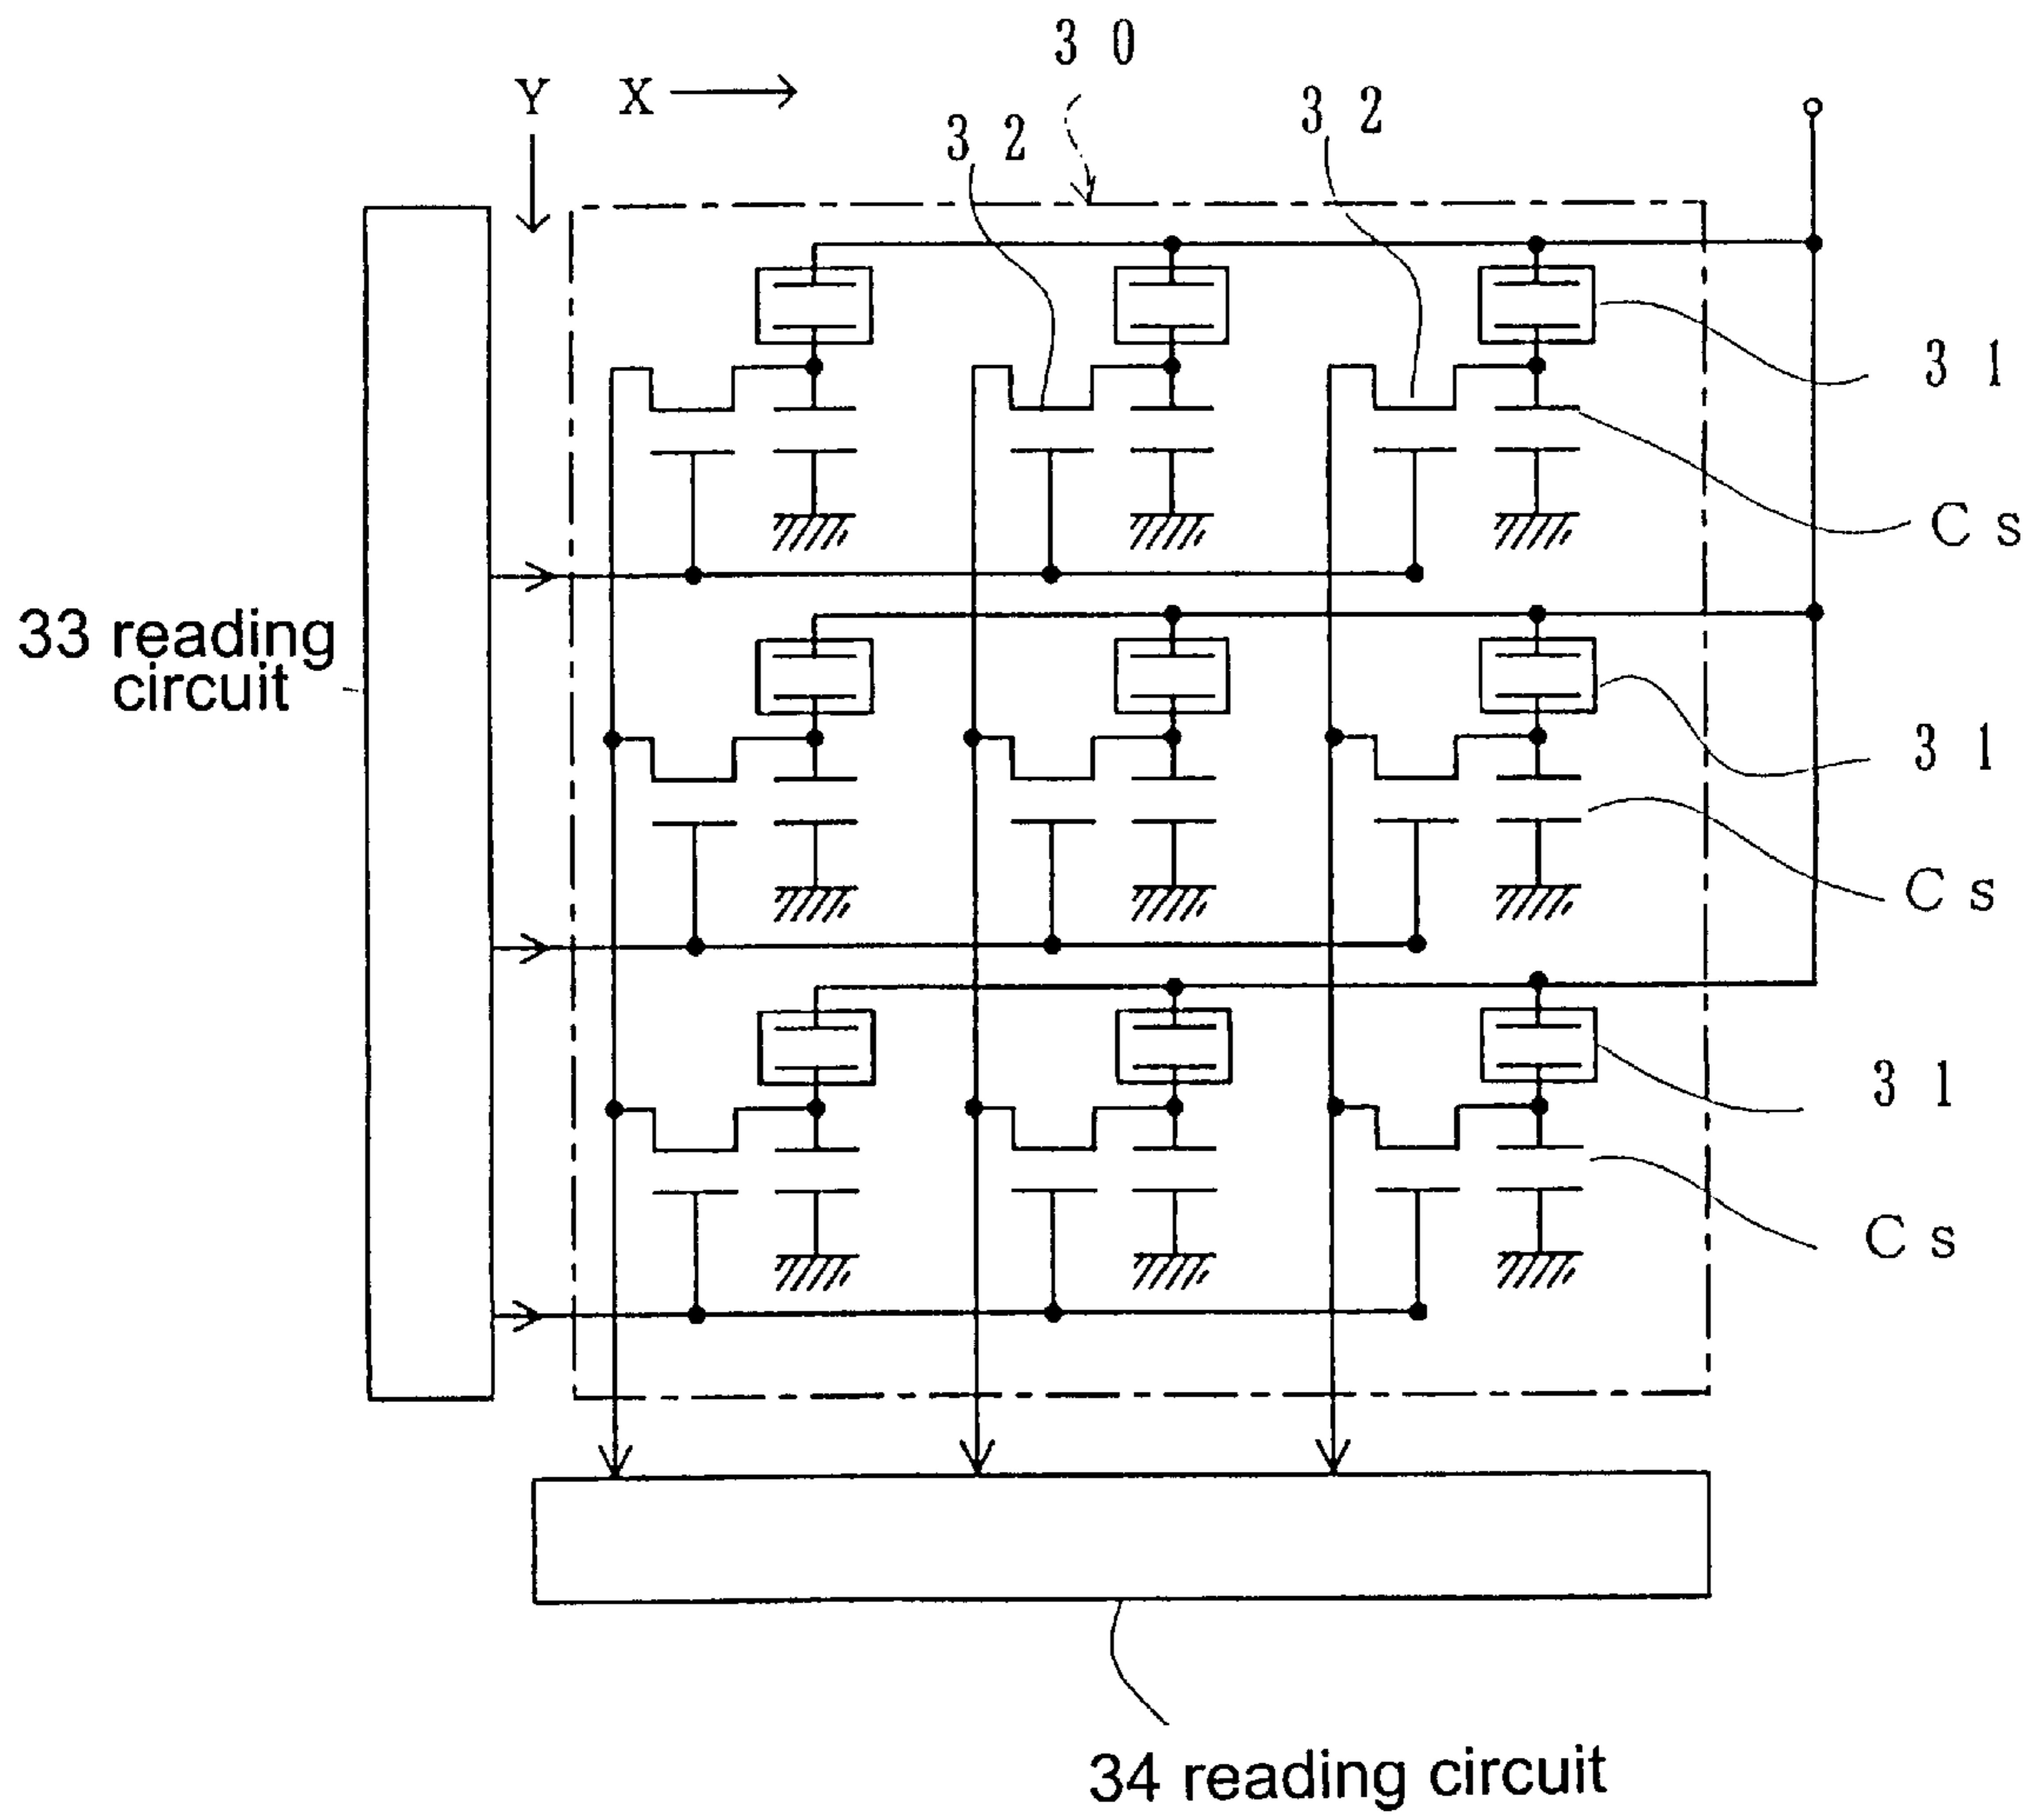 30
Y X
32
32
31
Cs
33 reading
circuit
31
Cs
31
Cs
34 reading circuit